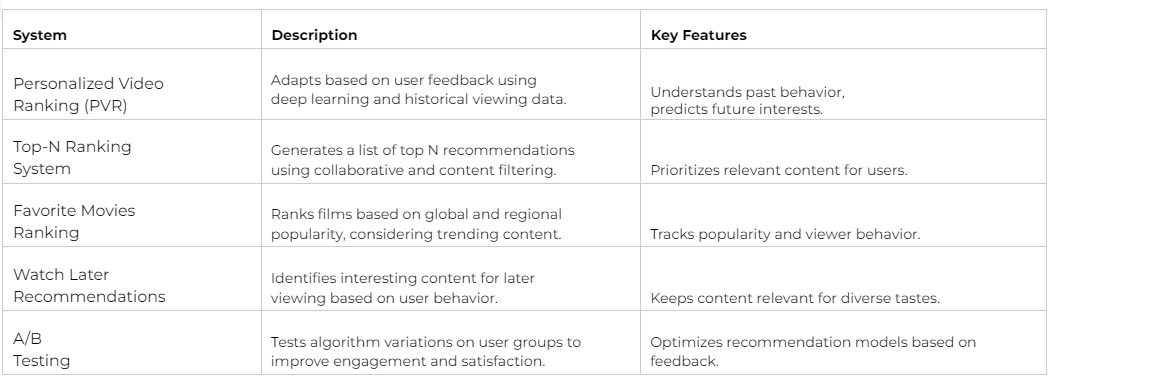 System Description Key Features
Personalized Video
Ranking (PVR)
Adapts based on user feedback using
deep learning and historical viewing data.
Understands past behavior,
predicts future interests.
Top-N Ranking
System
Generates a list of top N recommendations
using collaborative and content filtering.
Prioritizes relevant content for users.
Favorite Movies
Ranking
Ranks films based on global and regional
popularity, considering trending content.
Tracks popularity and viewer behavior.
Watch Later
Recommendations
Identifies interesting content for later
viewing based on user behavior.
Keeps content relevant for diverse tastes.
A/B
Testing
Tests algorithm variations on user groups to
improve engagement and satisfaction.
Optimizes recommendation models based on
feedback.